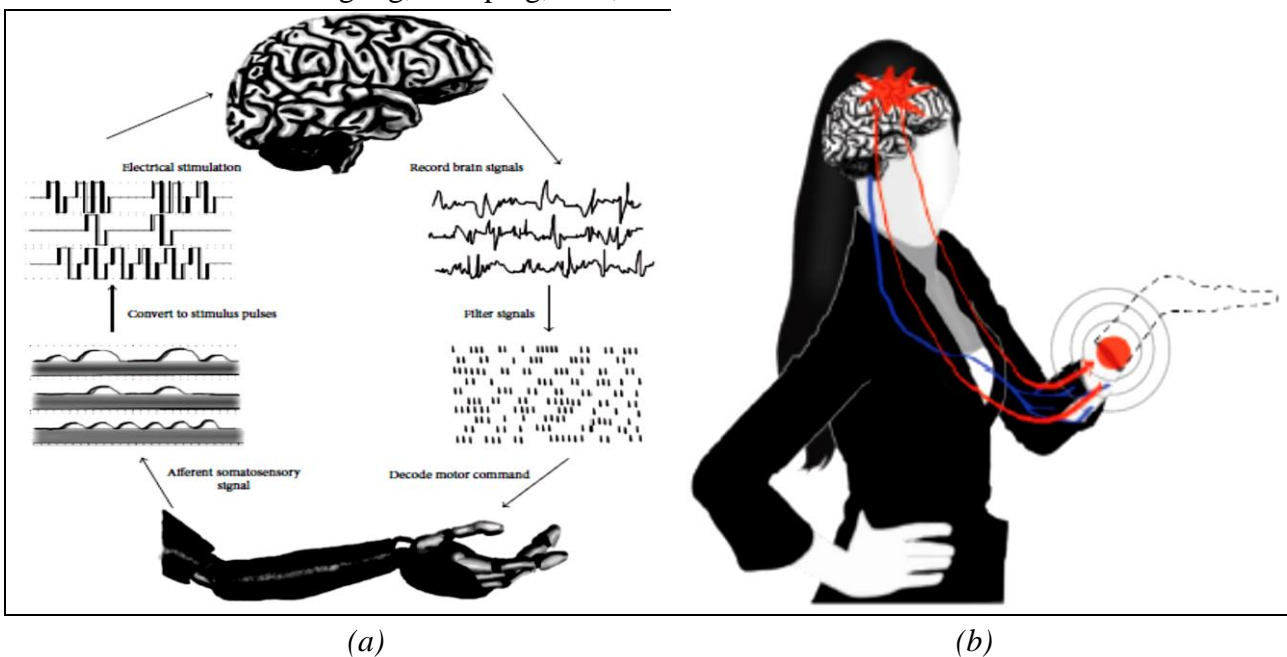 Electrical stimulation
Record brain signals
Convert to stimulus pulses
Filter signals
Afferent somatosensory
signal
Decode motor command
(a)
(b)